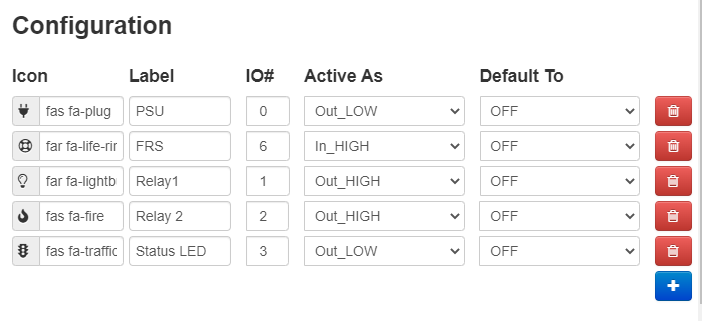 Configuration
Icon Label IO# Active As Default To
fas fa-plug PSU 0 Out_LOW OFF
far fa-life-rin FRS 6 In_HIGH OFF
far fa-lightb Relay1 1 Out_HIGH OFF
fas fa-fire Relay 2 2 Out_HIGH OFF
fas fa-traffic Status LED 3 Out_LOW OFF